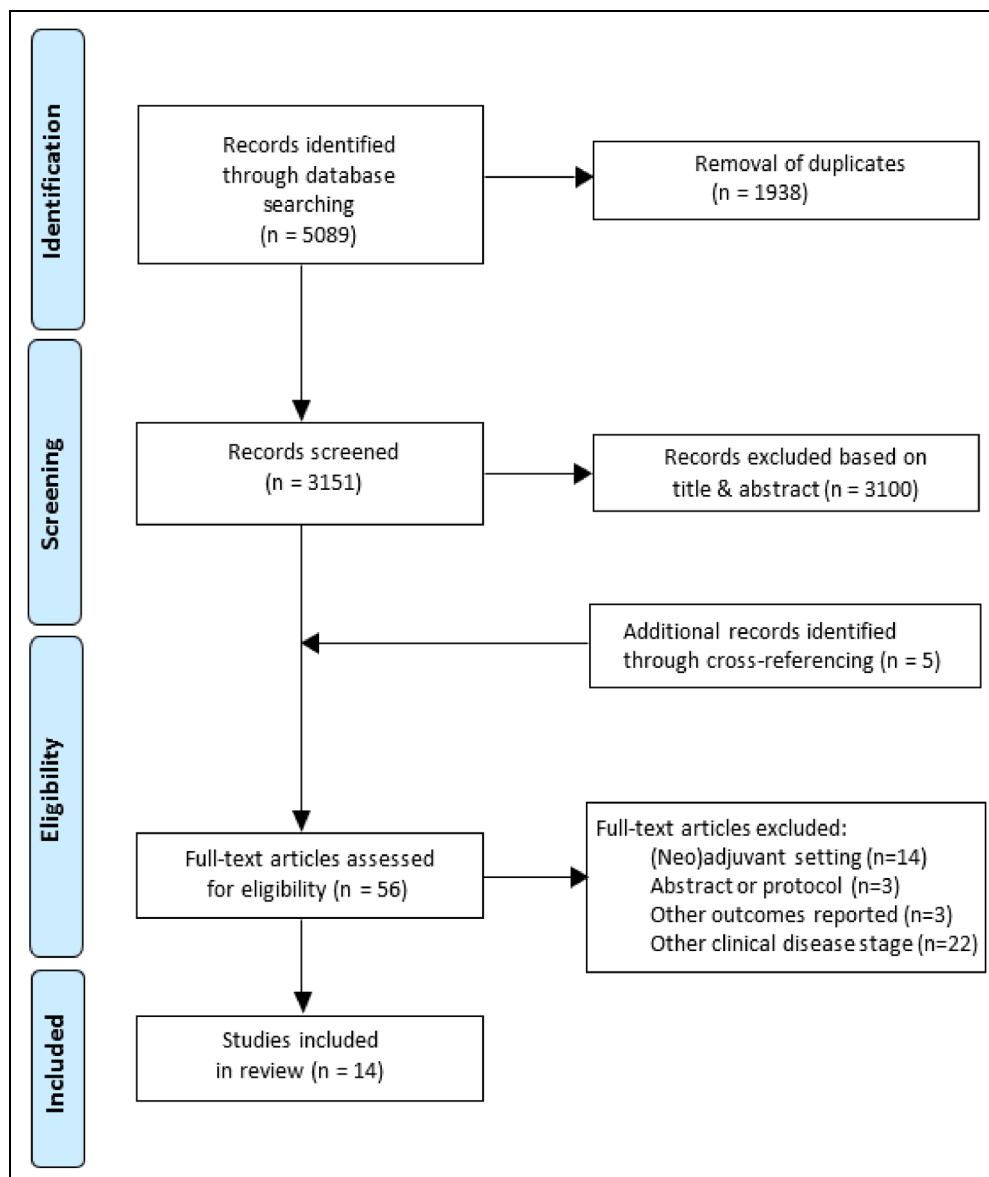 Identification
Records identified
through database
searching
(n = 5089)
Removal of duplicates
(n = 1938)
Screening
Records screened
(n = 3151)
Records excluded based on
title & abstract (n = 3100)
Additional records identified
through cross-referencing (n = 5)
Eligibility
Full-text articles assessed
for eligibility (n = 56)
Full-text articles excluded:
(Neo)adjuvant setting (n=14)
Abstract or protocol (n=3)
Other outcomes reported (n=3)
Other clinical disease stage (n=22)
Included
Studies included
in review (n = 14)